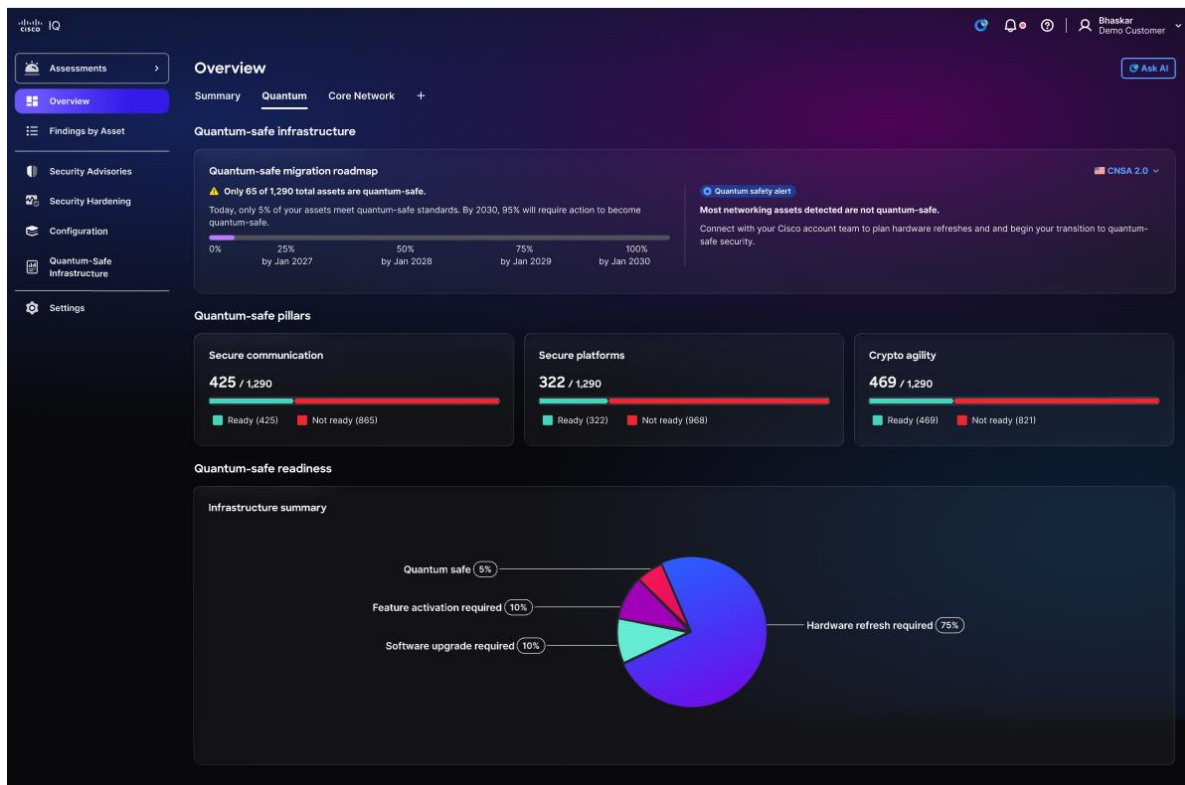 cisco IQ
Bhaskar
Demo Customer
Assessments
Overview
Findings by Asset
Security Advisories
Security Hardening
Configuration
Quantum-Safe
Infrastructure
Settings
Overview
Ask AI
Summary Quantum Core Network +
Quantum-safe infrastructure
Quantum-safe migration roadmap
CNSA 2.0
Only 65 of 1,290 total assets are quantum-safe.
Today, only 5% of your assets meet quantum-safe standards. By 2030, 95% will require action to become
quantum-safe.
0% 25% 50% 75% 100%
by Jan 2027 by Jan 2028 by Jan 2029 by Jan 2030
Quantum safety alert
Most networking assets detected are not quantum-safe.
Connect with your Cisco account team to plan hardware refreshes and and begin your transition to quantum-
safe security.
Quantum-safe pillars
Secure communication
425 / 1,290
Ready (425) Not ready (865)
Secure platforms
322 / 1,290
Ready (322) Not ready (968)
Crypto agility
469 / 1,290
Ready (469) Not ready (821)
Quantum-safe readiness
Infrastructure summary
Quantum safe 5%
Feature activation required 10%
Software upgrade required 10%
Hardware refresh required 75%